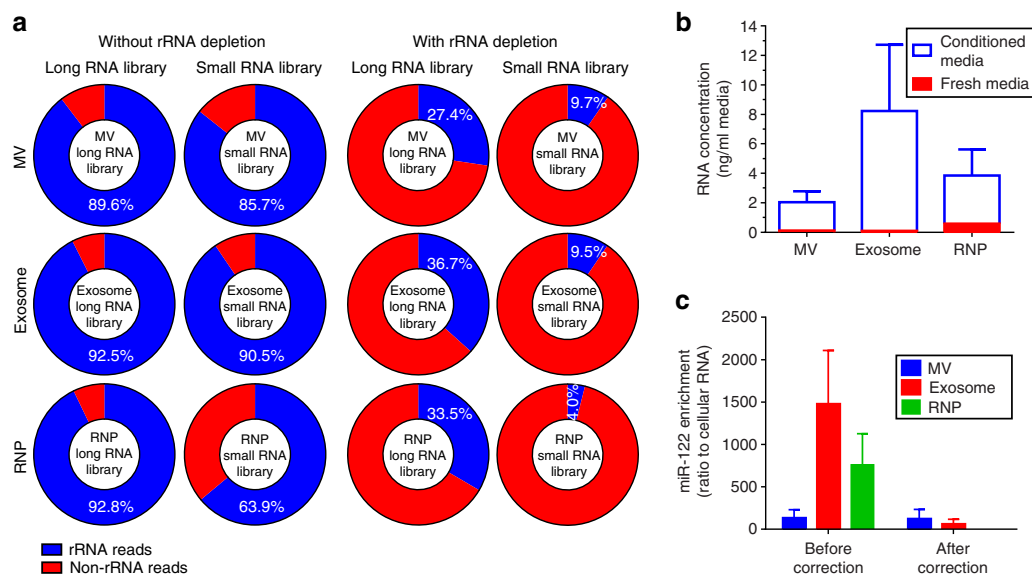 a
Without rRNA depletion
With rRNA depletion
Long RNA library
Small RNA library
Long RNA library
Small RNA library
MV
MV
long RNA
library
89.6%
MV
small RNA
library
85.7%
MV
long RNA
library
27.4%
MV
small RNA
library
9.7%
Exosome
Exosome
long RNA
library
92.5%
Exosome
small RNA
library
90.5%
Exosome
long RNA
library
36.7%
Exosome
small RNA
library
9.5%
RNP
RNP
long RNA
library
92.8%
RNP
small RNA
library
63.9%
RNP
long RNA
library
33.5%
RNP
small RNA
library
4.0%
rRNA reads
Non-rRNA reads
b
RNA concentration
(ng/ml media)
14
12
10
8
6
4
2
0
Conditioned
media
Fresh media
MV
Exosome
RNP
c
miR-122 enrichment
(ratio to cellular RNA)
2500
2000
1500
1000
500
0
MV
Exosome
RNP
Before
correction
After
correction